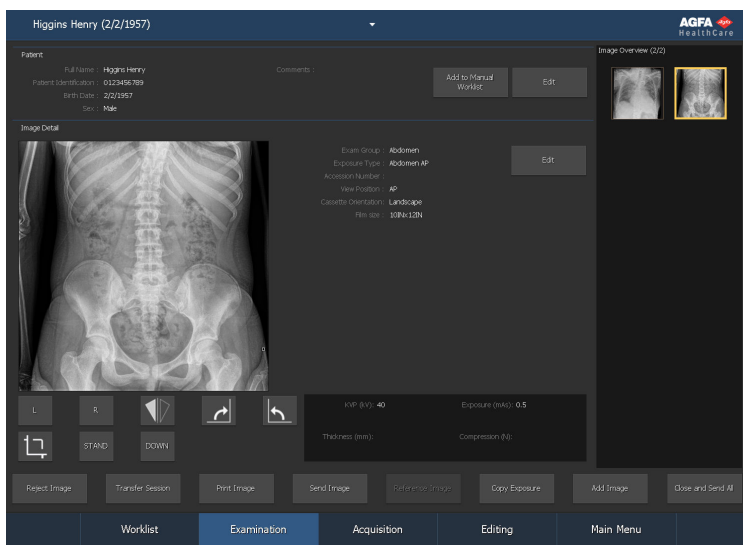 Higgins Henry (2/2/1957)
AGFA
HealthCare
Patient
Full Name : Higgins Henry
Patient Identification : 0123456789
Birth Date : 2/2/1957
Sex : Male
Comments :
Add to Manual
Worklist
Edit
Image Overview (2/2)
Image Detail
Exam Group : Abdomen
Exposure Type : Abdomen AP
Accession Number :
View Position : AP
Cassette Orientation: Landscape
Film size : 10INx12IN
Edit
L
R
STAND
DOWN
KVP (kV): 40
Exposure (mAs): 0.5
Thickness (mm):
Compression (N):
Reject Image
Transfer Session
Print Image
Send Image
Reference Image
Copy Exposure
Add Image
Close and Send All
Worklist
Examination
Acquisition
Editing
Main Menu